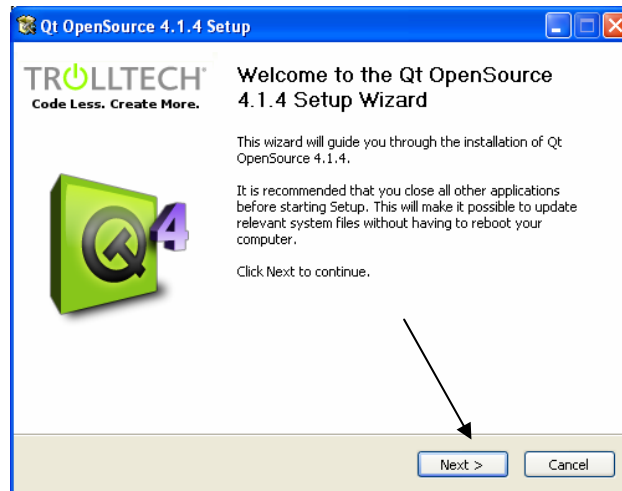 Qt OpenSource 4.1.4 Setup
TROLLTECH®
Code Less. Create More.
Welcome to the Qt OpenSource
4.1.4 Setup Wizard
This wizard will guide you through the installation of Qt
OpenSource 4.1.4.
It is recommended that you close all other applications
before starting Setup. This will make it possible to update
relevant system files without having to reboot your
computer.
Click Next to continue.
4
Next >
Cancel